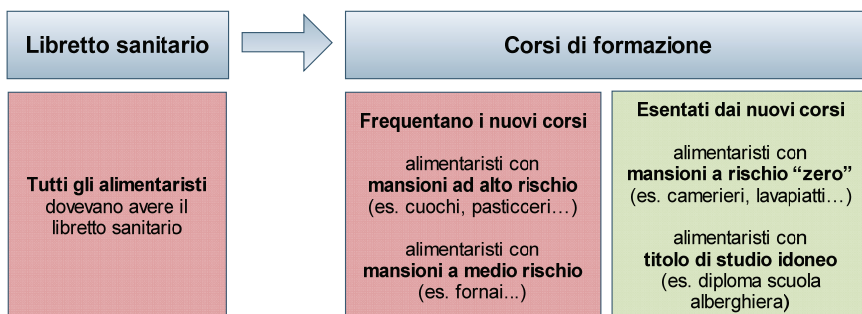 Libretto sanitario
Corsi di formazione
Tutti gli alimentaristi
dovevano avere il
libretto sanitario
Frequentano i nuovi corsi
alimentaristi con
mansioni ad alto rischio
(es. cuochi, pasticceri…)
alimentaristi con
mansioni a medio rischio
(es. fornai...)
Esentati dai nuovi corsi
alimentaristi con
mansioni a rischio “zero”
(es. camerieri, lavapiatti…)
alimentaristi con
titolo di studio idoneo
(es. diploma scuola
alberghiera)